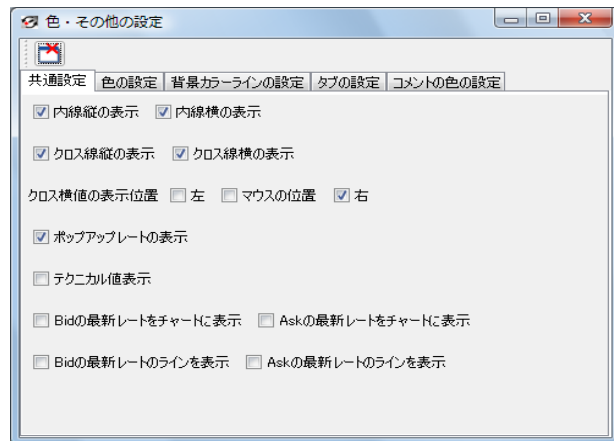 色・その他の設定
共通設定 色の設定 背景カラーラインの設定 タブの設定 コメントの色の設定
内線縦の表示 内線横の表示
クロス線縦の表示 クロス線横の表示
クロス横値の表示位置 左 マウスの位置 右
ポップアップレートの表示
テクニカル値表示
Bidの最新レートをチャートに表示 Askの最新レートをチャートに表示
Bidの最新レートのラインを表示 Askの最新レートのラインを表示